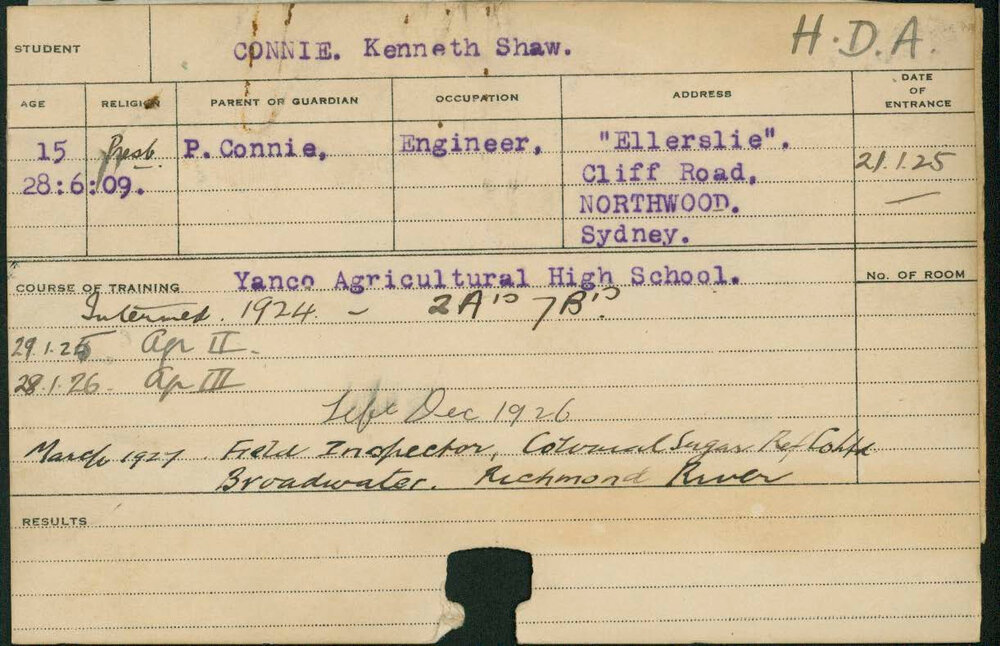 STUDENT CONNIE. Kenneth Shaw. H.D.A.
AGE RELIGION PARENT OR GUARDIAN OCCUPATION ADDRESS DATE OF ENTRANCE
15 Presb. P. Connie, Engineer, "Ellerslie". 21.1.25
28:6:09. Cliff Road,
NORTHWOOD.
Sydney.
COURSE OF TRAINING Yanco Agricultural High School. No. OF ROOM
Intermed. 1924 - 2A's 7B's.
29.1.25 Agr II.
28.1.26. Agr III
Left Dec 1926
March 1927 Field Inspector, Colonial Sugar Ref. Co Ltd
Broadwater. Richmond River
RESULTS